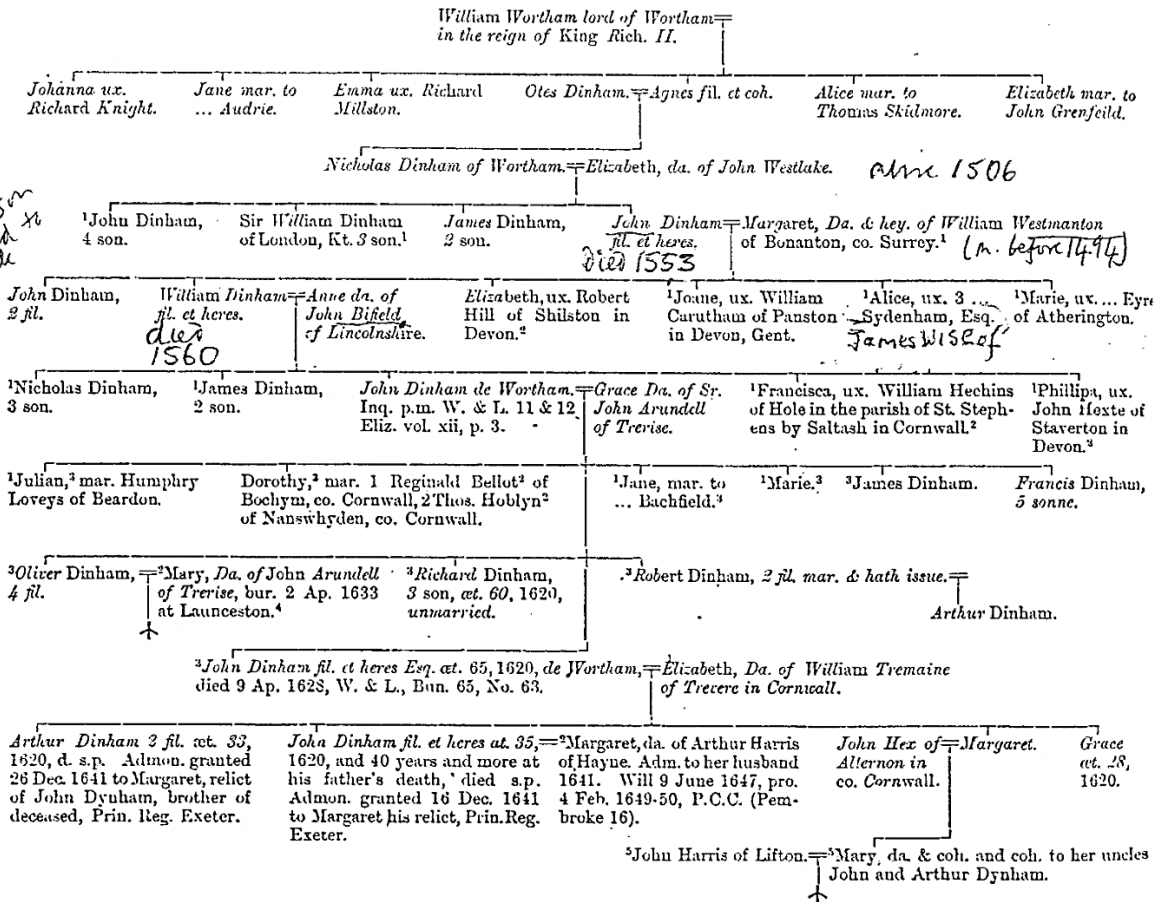 William Wortham lord of Wortham
in the reign of King Rich. II.
Johanna ux.
Richard Knight.
Jane mar. to
... Audrie.
Emma ux. Richard
Millston.
Otes Dinham.
Agnes fil. et coh.
Alice mar. to
Thomas Skidmore.
Elizabeth mar. to
John Grenfeild.
Nicholas Dinham of Wortham.
Elizabeth, da. of John Westlake.
alive 1506
¹John Dinham,
4 son.
Sir William Dinham
of London, Kt. 3 son.¹
James Dinham,
2 son.
John Dinham
fil. et heres.
Died 1553
Margaret, Da. & hey. of William Westmanton
of Bonanton, co. Surrey.¹
(m. before 1494)
John Dinham,
2 fil.
William Dinham
fil. et heres.
died
1560
Anne da. of
John Bifield
of Lincolnshire.
Elizabeth, ux. Robert
Hill of Shilston in
Devon.²
¹Joane, ux. William
Carutham of Panston
in Devon, Gent.
¹Alice, ux. 3 ...
Sydenham, Esq.
James
¹Marie, ux. ... Eyre
of Atherington.
¹Nicholas Dinham,
3 son.
¹James Dinham,
2 son.
John Dinham de Wortham.
Inq. p.m. W. & L. 11 & 12
Eliz. vol. xii, p. 3.
Grace Da. of Sr.
John Arundell
of Trerise.
¹Francisca, ux. William Hechins
of Hole in the parish of St. Steph-
ens by Saltash in Cornwall.²
¹Phillipa, ux.
John Hexte of
Staverton in
Devon.³
¹Julian,³ mar. Humphry
Loveys of Beardon.
Dorothy,³ mar. 1 Reginald Bellot² of
Bochym, co. Cornwall, 2 Thos. Hoblyn²
of Nanswhyden, co. Cornwall.
¹Jane, mar. to
... Bachfield.³
¹Marie.³
³James Dinham.
Francis Dinham,
5 sonne.
³Oliver Dinham,
4 fil.
²Mary, Da. of John Arundell
of Trerise, bur. 2 Ap. 1633
at Launceston.⁴
³Richard Dinham,
3 son, æt. 60, 1620,
unmarried.
³Robert Dinham, 2 fil. mar. & hath issue.
Arthur Dinham.
³John Dinham fil. et heres Esq. æt. 65, 1620, de Wortham,
died 9 Ap. 1628, W. & L., Bun. 65, No. 63.
Elizabeth, Da. of William Tremaine
of Trecere in Cornwall.
Arthur Dinham 2 fil. æt. 33,
1620, d. s.p. Admon. granted
26 Dec. 1641 to Margaret, relict
of John Dynham, brother of
deceased, Prin. Reg. Exeter.
John Dinham fil. et heres æt. 35,
1620, and 40 years and more at
his father's death, died s.p.
Admon. granted 16 Dec. 1641
to Margaret his relict, Prin. Reg.
Exeter.
²Margaret, da. of Arthur Harris
of Hayne. Adm. to her husband
1641. Will 9 June 1647, pro.
4 Feb. 1649-50, P.C.C. (Pem-
broke 16).
John Hex of
Alternon in
co. Cornwall.
Margaret.
Grace
æt. 28,
1620.
⁵John Harris of Lifton.
⁵Mary, da. & coh. and coh. to her uncles
John and Arthur Dynham.